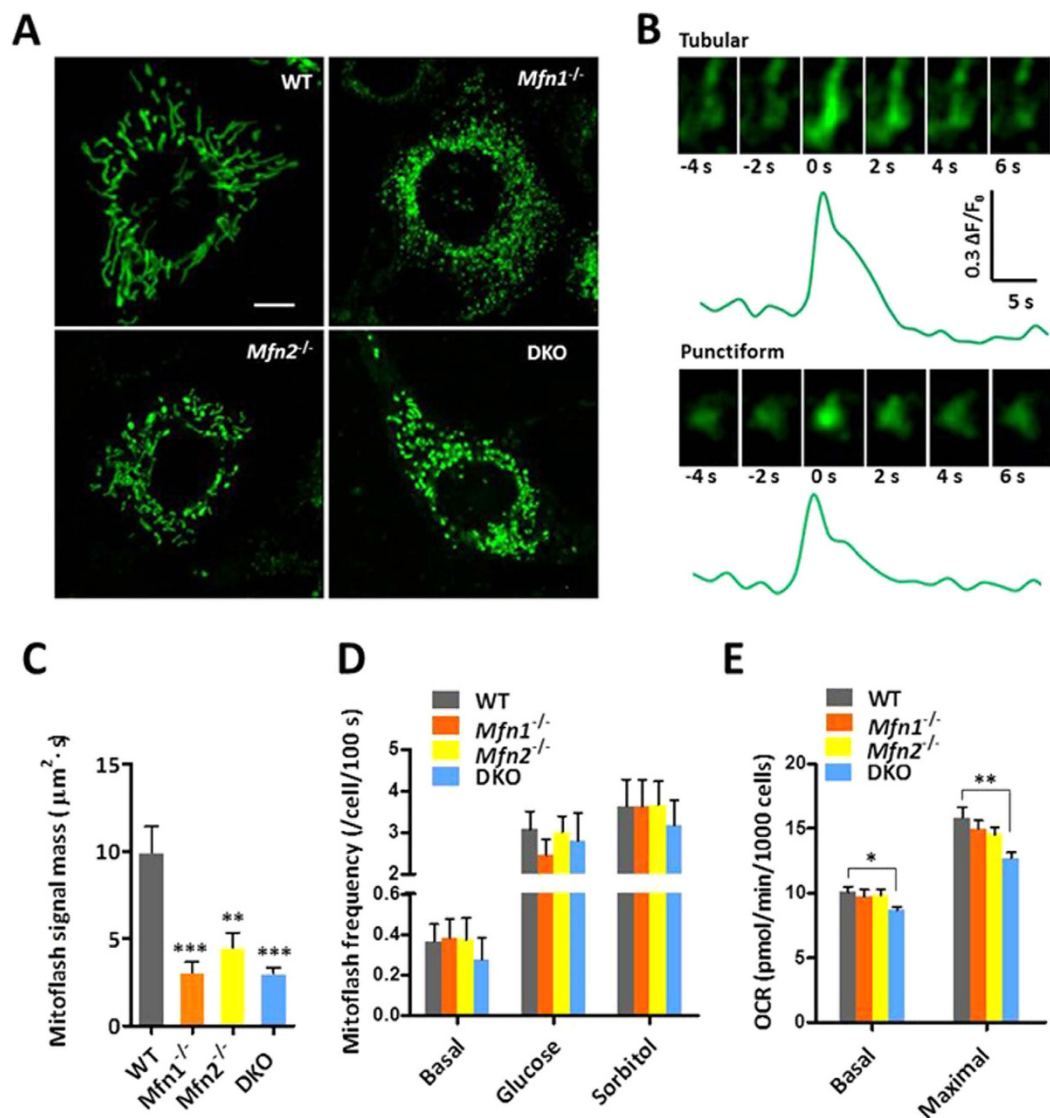 A
WT
Mfn1-/-
Mfn2-/-
DKO
B
Tubular
-4 s -2 s 0 s 2 s 4 s 6 s
0.3 ΔF/F0
5 s
Punctiform
-4 s -2 s 0 s 2 s 4 s 6 s
C
Mitoflash signal mass (µm2· s)
15
10
5
0
WT
Mfn1-/-
Mfn2-/-
DKO
***
**
***
D
WT
Mfn1-/-
Mfn2-/-
DKO
Mitoflash frequency (/cell/100 s)
5
4
3
2
0.6
0.4
0.2
0.0
Basal
Glucose
Sorbitol
E
WT
Mfn1-/-
Mfn2-/-
DKO
OCR (pmol/min/1000 cells)
20
15
10
5
0
*
**
Basal
Maximal